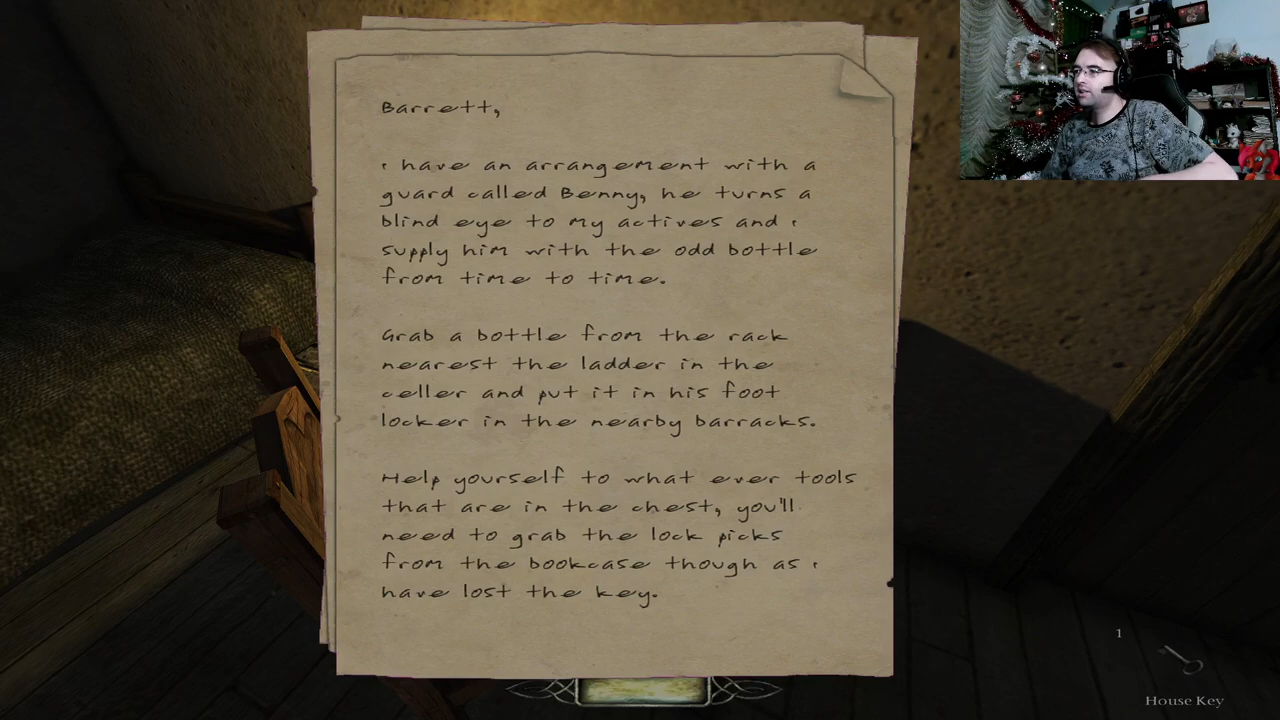 Barrett,
i have an arrangement with a
guard called Benny, he turns a
blind eye to my actives and i
supply him with the odd bottle
from time to time.
Grab a bottle from the rack
nearest the ladder in the
celler and put it in his foot
locker in the nearby barracks.
Help yourself to what ever tools
that are in the chest, you'll
need to grab the lock picks
from the bookcase though as i
have lost the key.
1
House Key